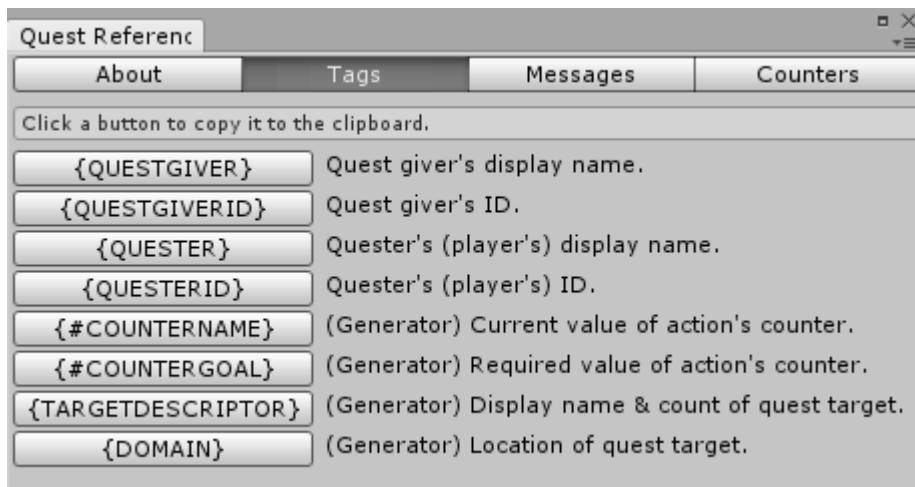 Quest Referenc
About Tags Messages Counters
Click a button to copy it to the clipboard.
{QUESTGIVER} Quest giver's display name.
{QUESTGIVERID} Quest giver's ID.
{QUESTER} Quester's (player's) display name.
{QUESTERID} Quester's (player's) ID.
{#COUNTERNAME} (Generator) Current value of action's counter.
{#COUNTERGOAL} (Generator) Required value of action's counter.
{TARGETDESCRIPTOR} (Generator) Display name & count of quest target.
{DOMAIN} (Generator) Location of quest target.